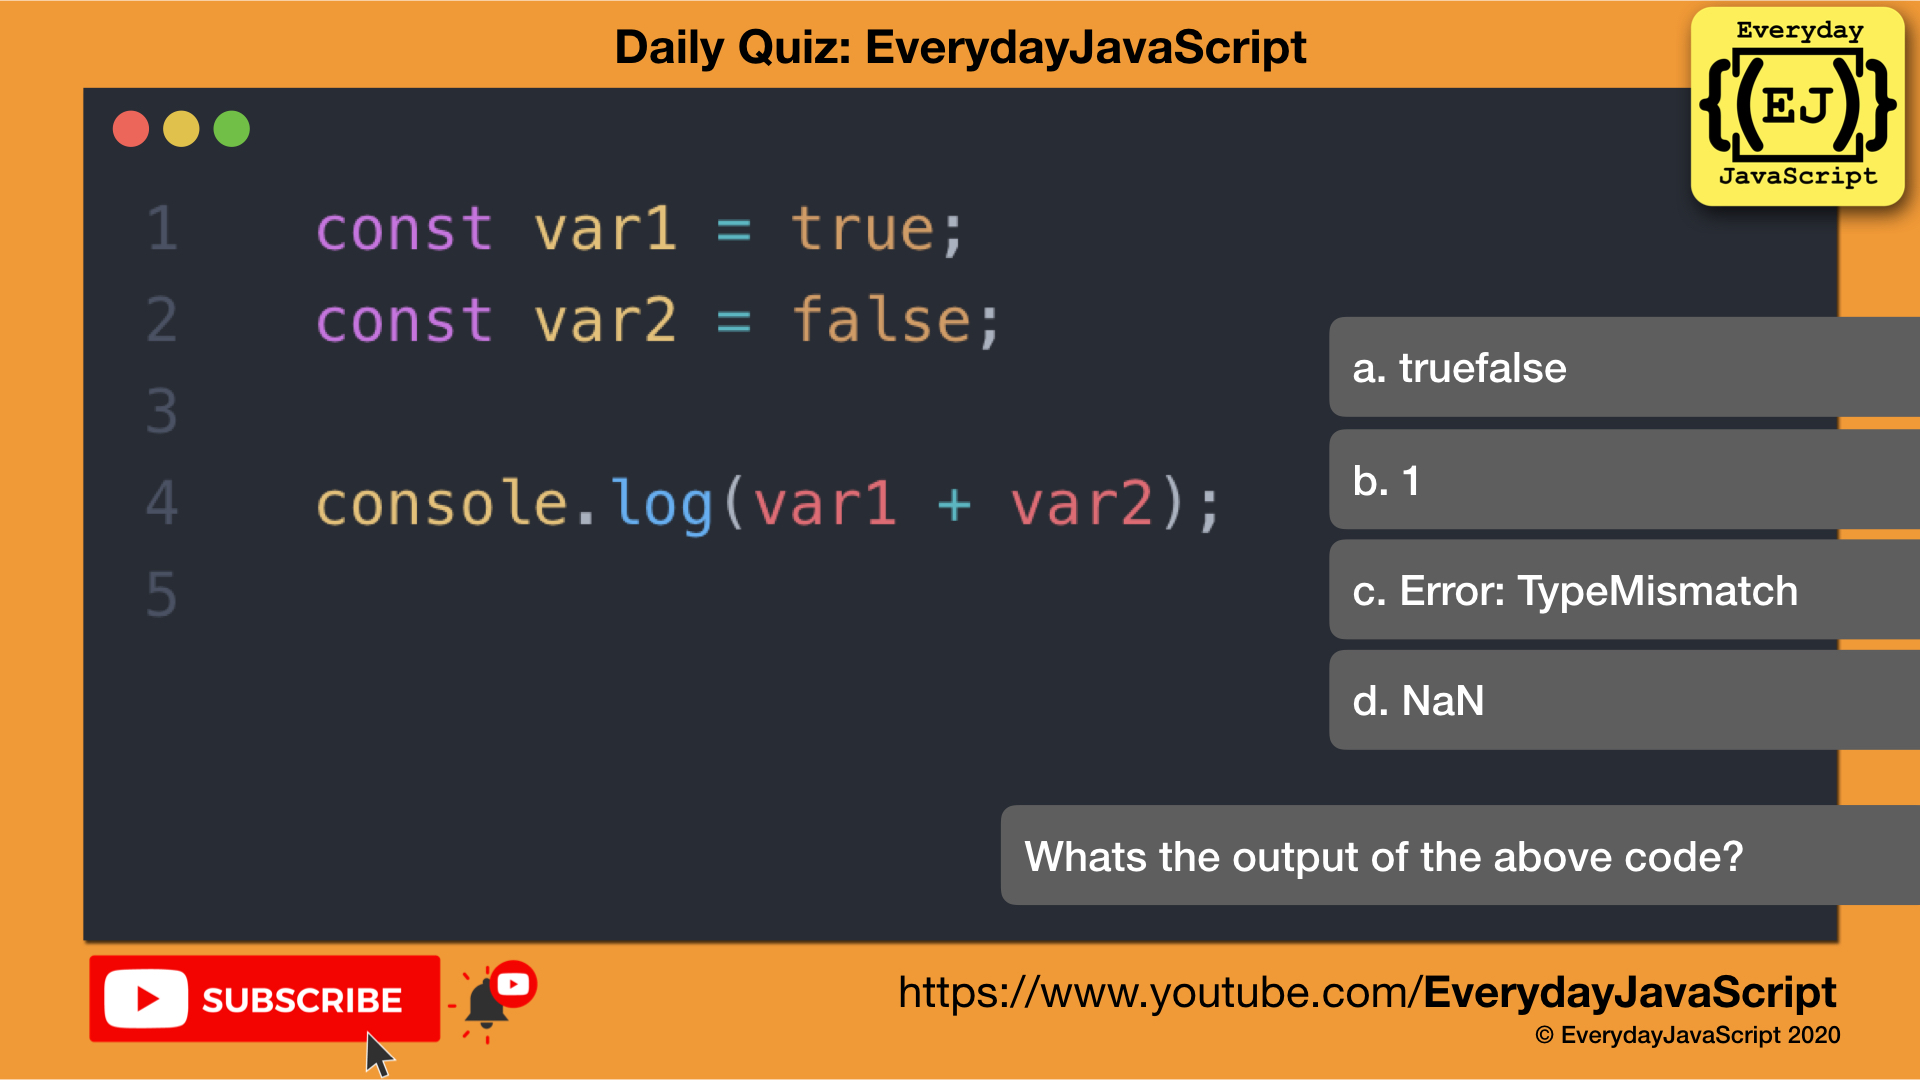 Daily Quiz: EverydayJavaScript
Everyday
{[(EJ)]}
JavaScript
1 const var1 = true;
2 const var2 = false;
3
4 console.log(var1 + var2);
5
a. truefalse
b. 1
c. Error: TypeMismatch
d. NaN
Whats the output of the above code?
SUBSCRIBE
https://www.youtube.com/EverydayJavaScript
© EverydayJavaScript 2020